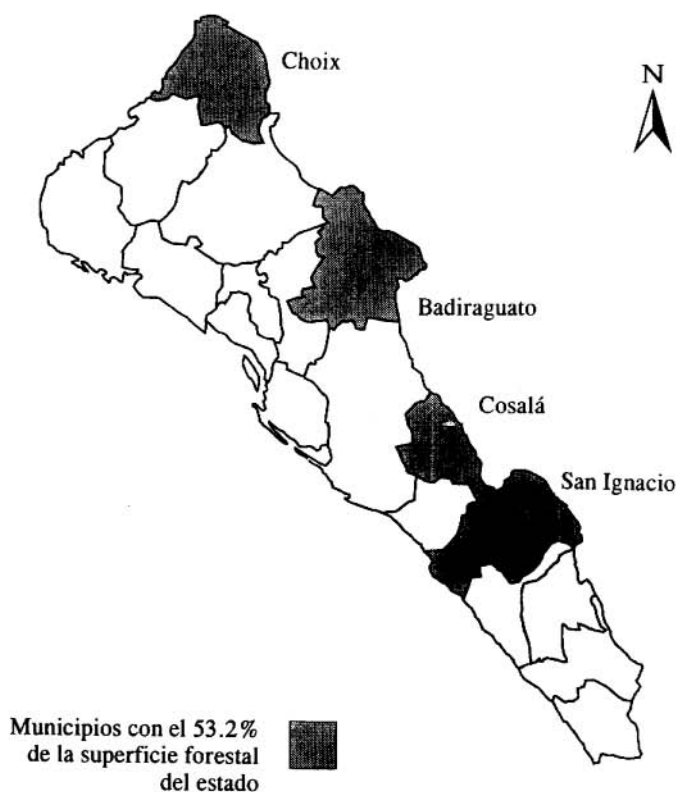 Choix
N
Badiraguato
Cosalá
San Ignacio
Municipios con el 53.2%
de la superficie forestal
del estado